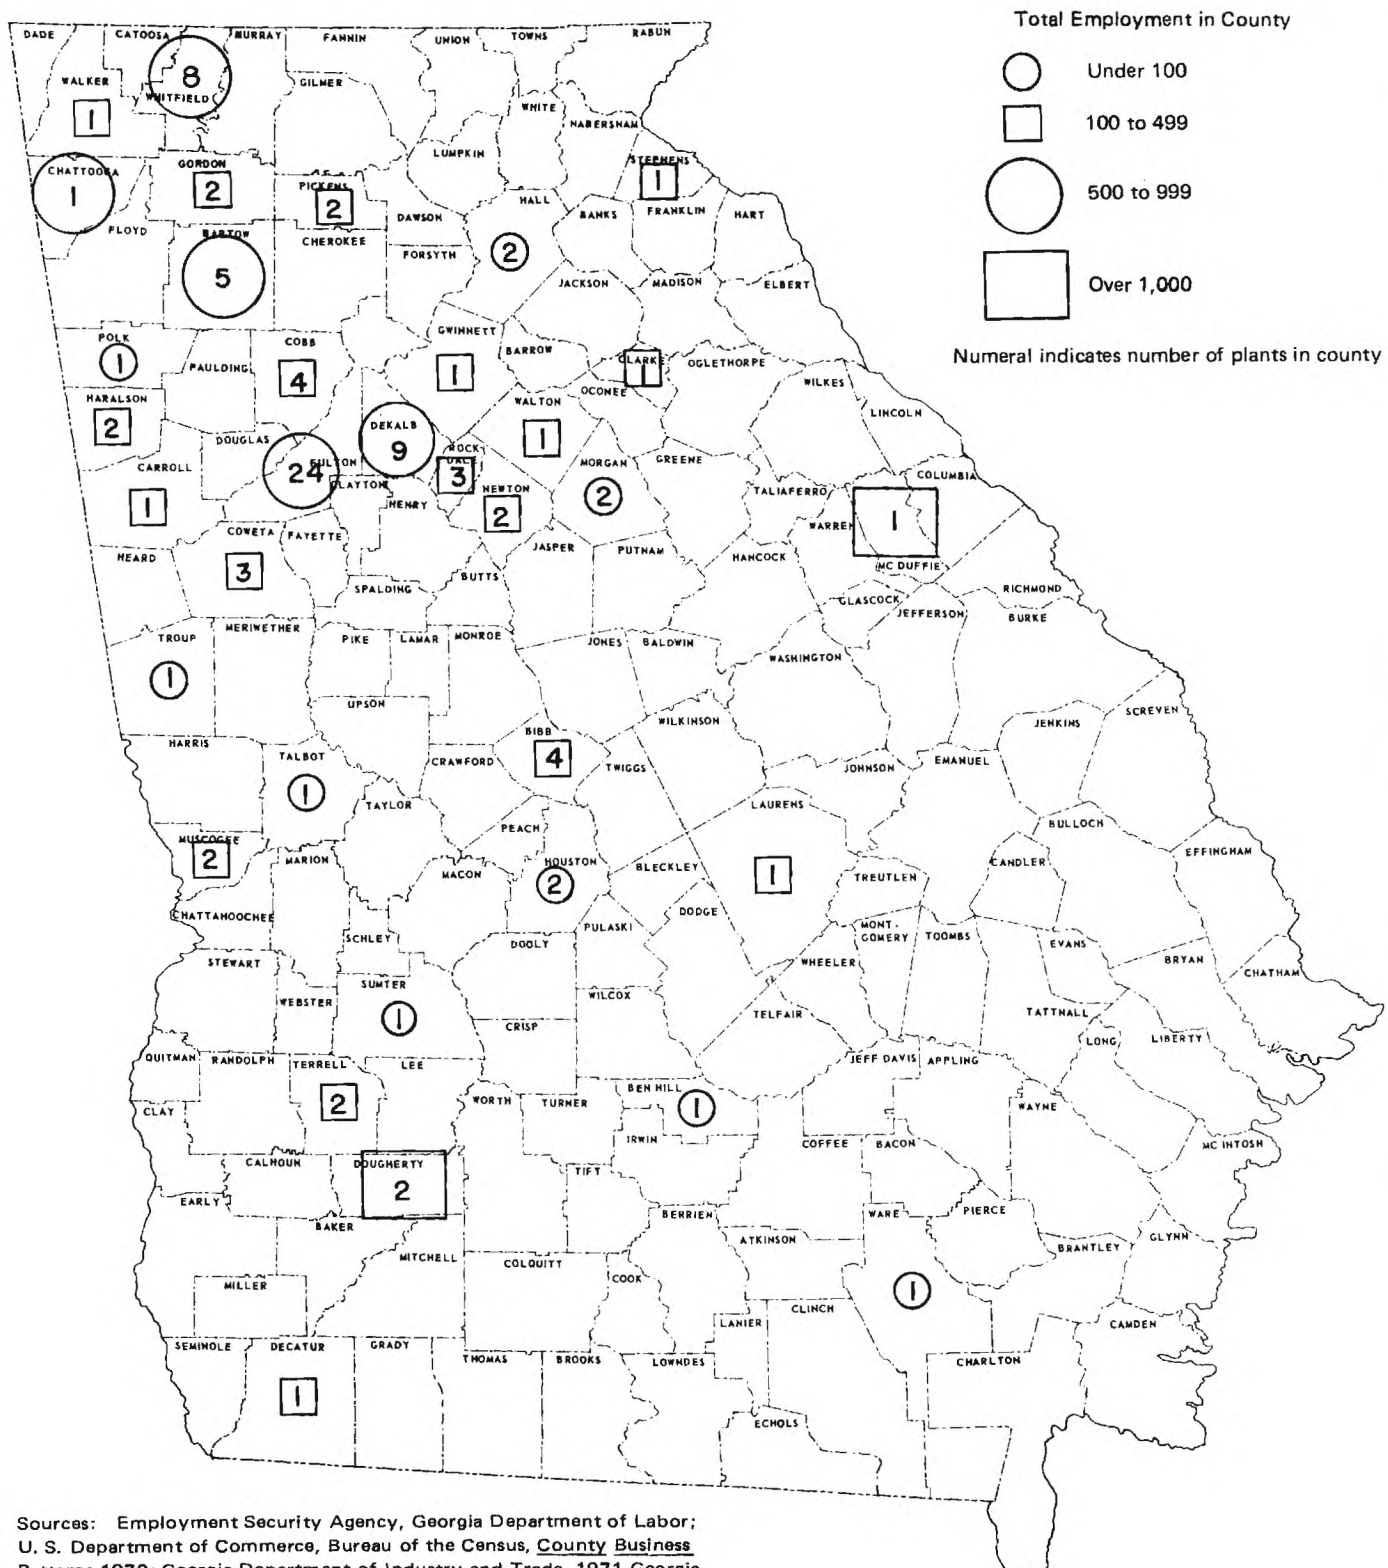 Total Employment in County
Under 100
100 to 499
500 to 999
Over 1,000
Numeral indicates number of plants in county
DADE CATOOSA MURRAY FANNIN UNION TOWNS RABUN
8
WALKER WHITFIELD GILMER WHITE HABERSHAM
1
LUMPKIN
CHATTOOGA GORDON PICKENS STEPHENS
1 2 2 1
FLOYD BARTOW CHEROKEE DAWSON HALL BANKS FRANKLIN HART
FORSYTH
5 2
JACKSON MADISON ELBERT
POLK PAULDING COBB GWINNETT BARROW CLARKE OGLETHORPE
1 4 1 1
OCONEE WILKES
HARALSON WALTON LINCOLN
2 1
DOUGLAS DEKALB ROCK-
DALE MORGAN GREENE
9
CARROLL FULTON CLAYTON
24 3
HENRY NEWTON TALIAFERRO COLUMBIA
1 2 2
WARREN
1
HEARD COWETA FAYETTE JASPER PUTNAM HANCOCK MC DUFFIE
3
SPALDING BUTTS GLASCOCK RICHMOND
JEFFERSON BURKE
TROUP MERIWETHER PIKE LAMAR MONROE JONES BALDWIN WASHINGTON
1
UPSON WILKINSON JENKINS SCREVEN
HARRIS TALBOT CRAWFORD BIBB TWIGGS JOHNSON EMANUEL
1 4
TAYLOR LAURENS
MUSCOGEE MARION PEACH BULLOCH
2
MACON HOUSTON BLECKLEY TREUTLEN CANDLER EFFINGHAM
2 1
CHATTAHOOCHEE SCHLEY DOOLY PULASKI DODGE MONT-
GOMERY TOOMBS EVANS
STEWART WHEELER BRYAN CHATHAM
WEBSTER SUMTER WILCOX
1
CRISP TELFAIR TATTNALL
QUITMAN RANDOLPH TERRELL LEE JEFF DAVIS APPLING LONG LIBERTY
2
CLAY WORTH TURNER BEN HILL WAYNE
1
IRWIN COFFEE BACON MC INTOSH
CALHOUN DOUGHERTY TIFT
2
EARLY BAKER BERRIEN WARE PIERCE
MITCHELL COLQUITT ATKINSON BRANTLEY GLYNN
MILLER COOK
1
LANIER CLINCH CAMDEN
SEMINOLE DECATUR GRADY THOMAS BROOKS LOWNDES CHARLTON
1
ECHOLS
Sources: Employment Security Agency, Georgia Department of Labor;
U. S. Department of Commerce, Bureau of the Census, County Business